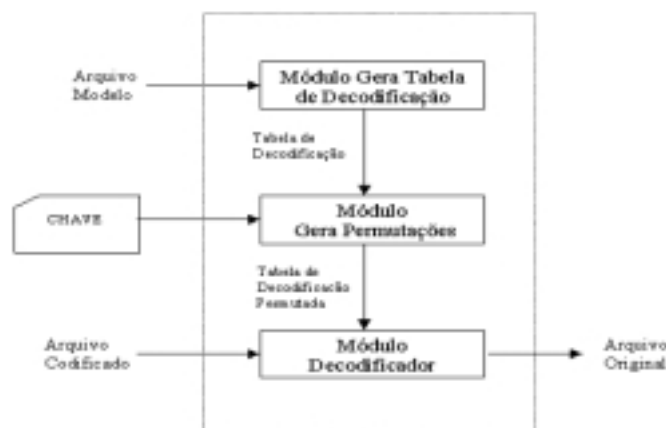 Arquivo
Modelo
Módulo Gera Tabela
de Decodificação
Tabela de
Decodificação
CHAVE
Módulo
Gera Permutações
Tabela de
Decodificação
Permutada
Arquivo
Codificado
Módulo
Decodificador
Arquivo
Original